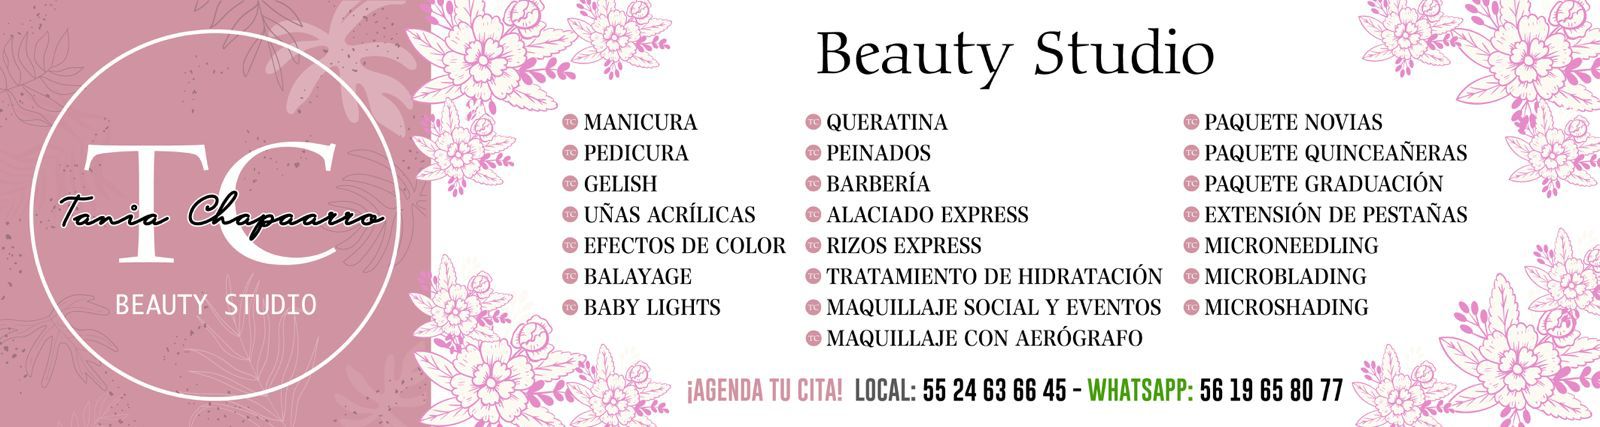 TC
Tania Chapaarro
BEAUTY STUDIO
Beauty Studio
MANICURA
PEDICURA
GELISH
UÑAS ACRÍLICAS
EFECTOS DE COLOR
BALAYAGE
BABY LIGHTS
QUERATINA
PEINADOS
BARBERÍA
ALACIADO EXPRESS
RIZOS EXPRESS
TRATAMIENTO DE HIDRATACIÓN
MAQUILLAJE SOCIAL Y EVENTOS
MAQUILLAJE CON AERÓGRAFO
PAQUETE NOVIAS
PAQUETE QUINCEAÑERAS
PAQUETE GRADUACIÓN
EXTENSIÓN DE PESTAÑAS
MICRONEEDLING
MICROBLADING
MICROSHADING
¡AGENDA TU CITA! LOCAL: 55 24 63 66 45 - WHATSAPP: 56 19 65 80 77